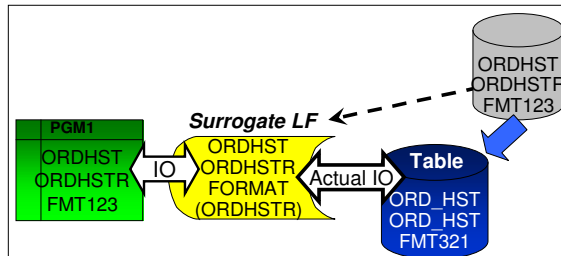 ORDHST
ORDHSTR
FMT123
Surrogate LF
PGM1
ORDHST
ORDHSTR
FMT123
IO
ORDHST
ORDHSTR
FORMAT
(ORDHSTR)
Actual IO
Table
ORD_HST
ORD_HST
FMT321